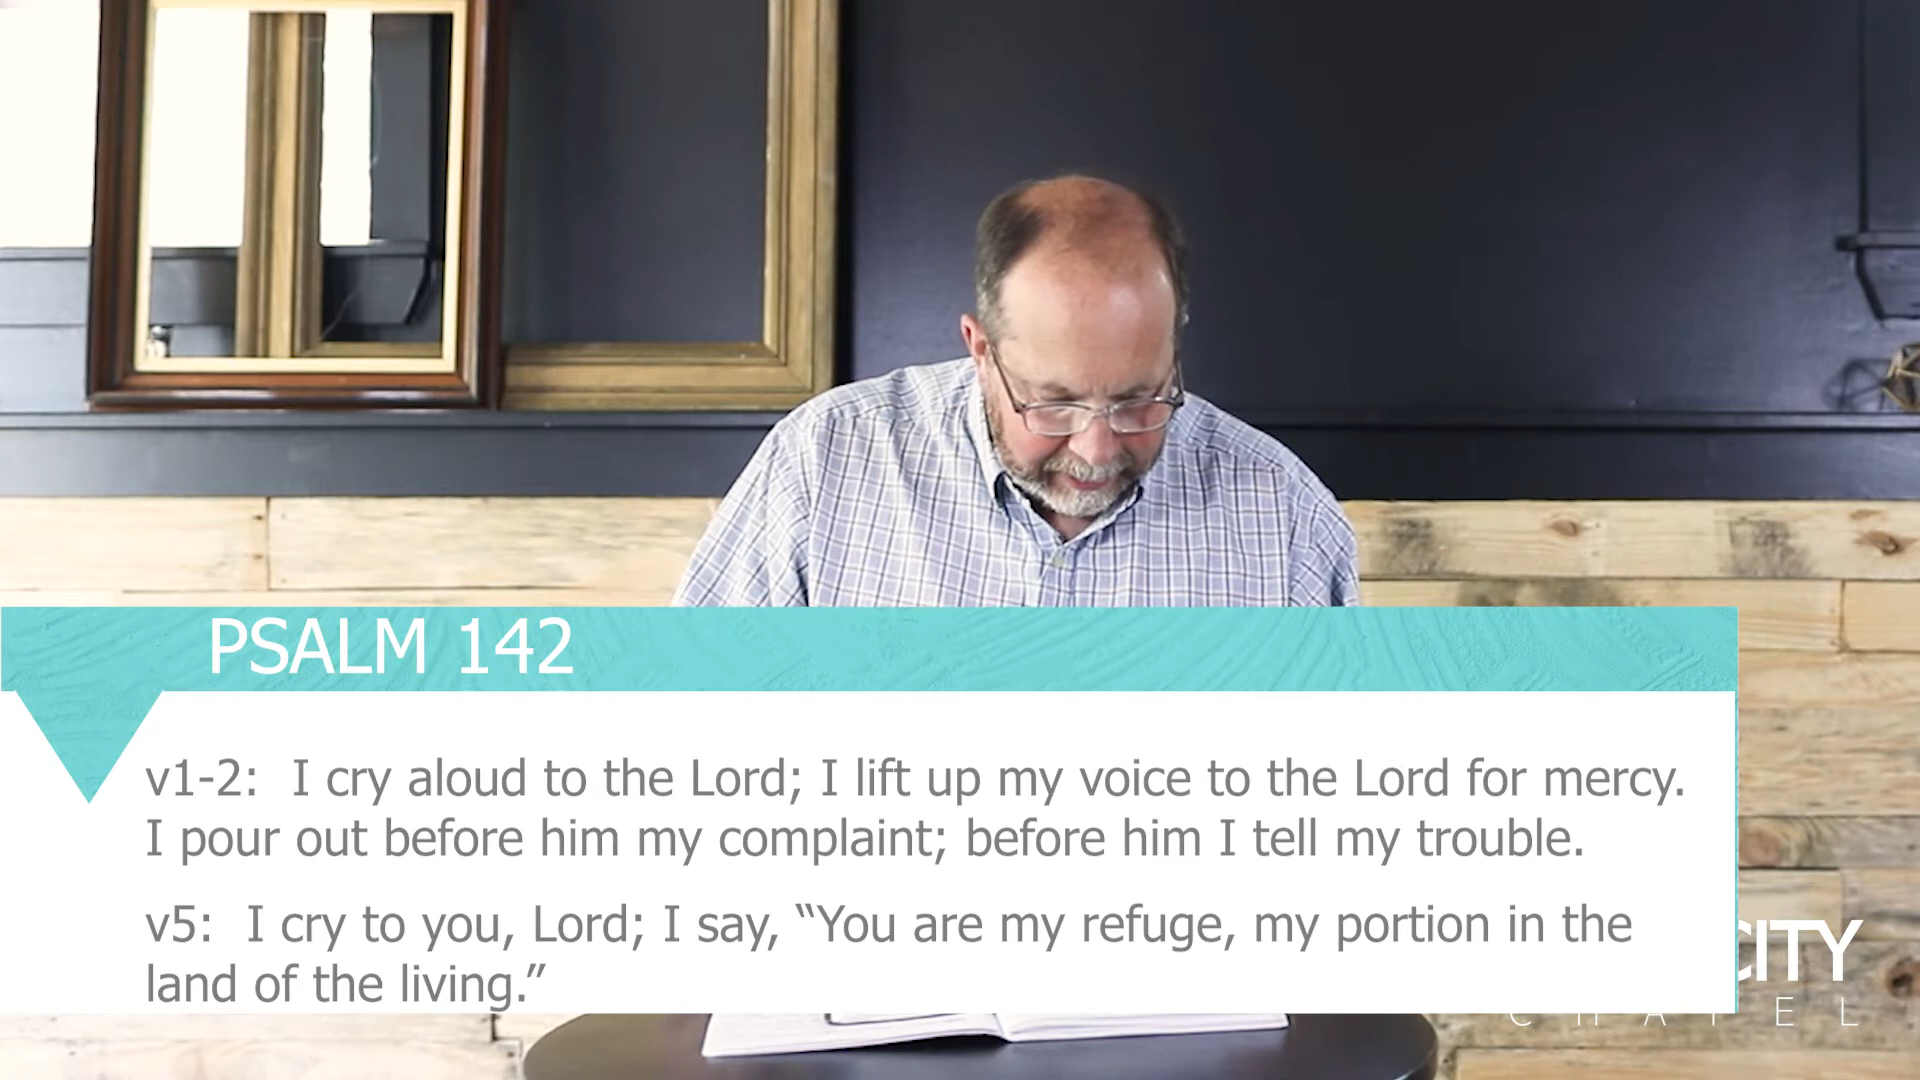 PSALM 142
v1-2: I cry aloud to the Lord; I lift up my voice to the Lord for mercy.
I pour out before him my complaint; before him I tell my trouble.
v5: I cry to you, Lord; I say, “You are my refuge, my portion in the
land of the living.”
CITY